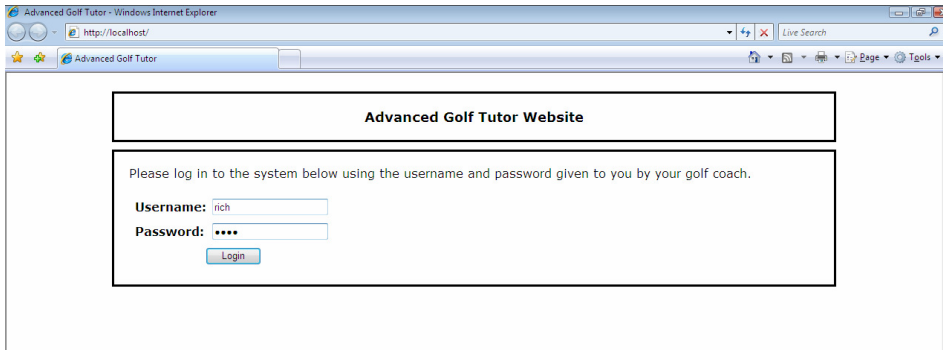 Advanced Golf Tutor - Windows Internet Explorer
http://localhost/
Live Search
Advanced Golf Tutor
Page
Tools
Advanced Golf Tutor Website
Please log in to the system below using the username and password given to you by your golf coach.
Username: rich
Password: ••••
Login